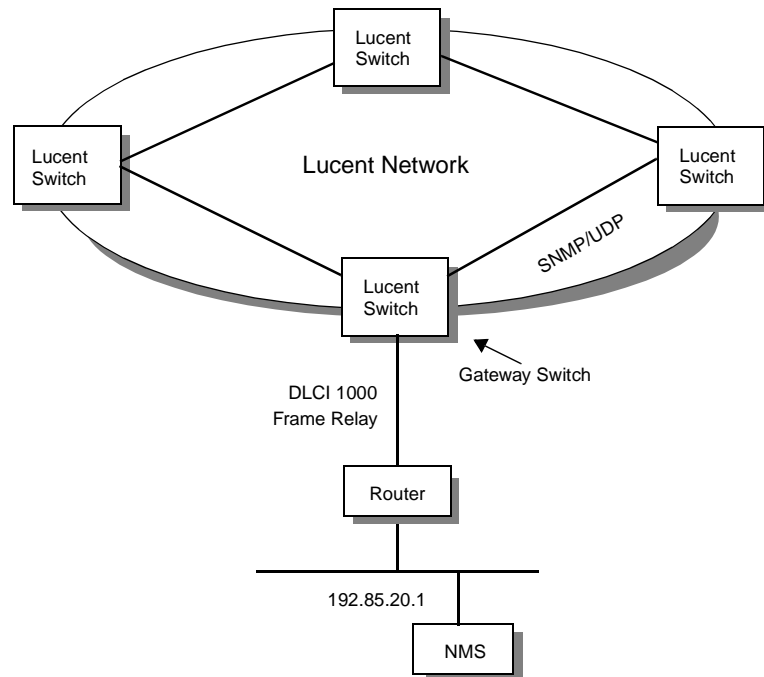 Lucent
Switch
Lucent
Switch
Lucent Network
Lucent
Switch
SNMP/UDP
Lucent
Switch
Gateway Switch
DLCI 1000
Frame Relay
Router
192.85.20.1
NMS